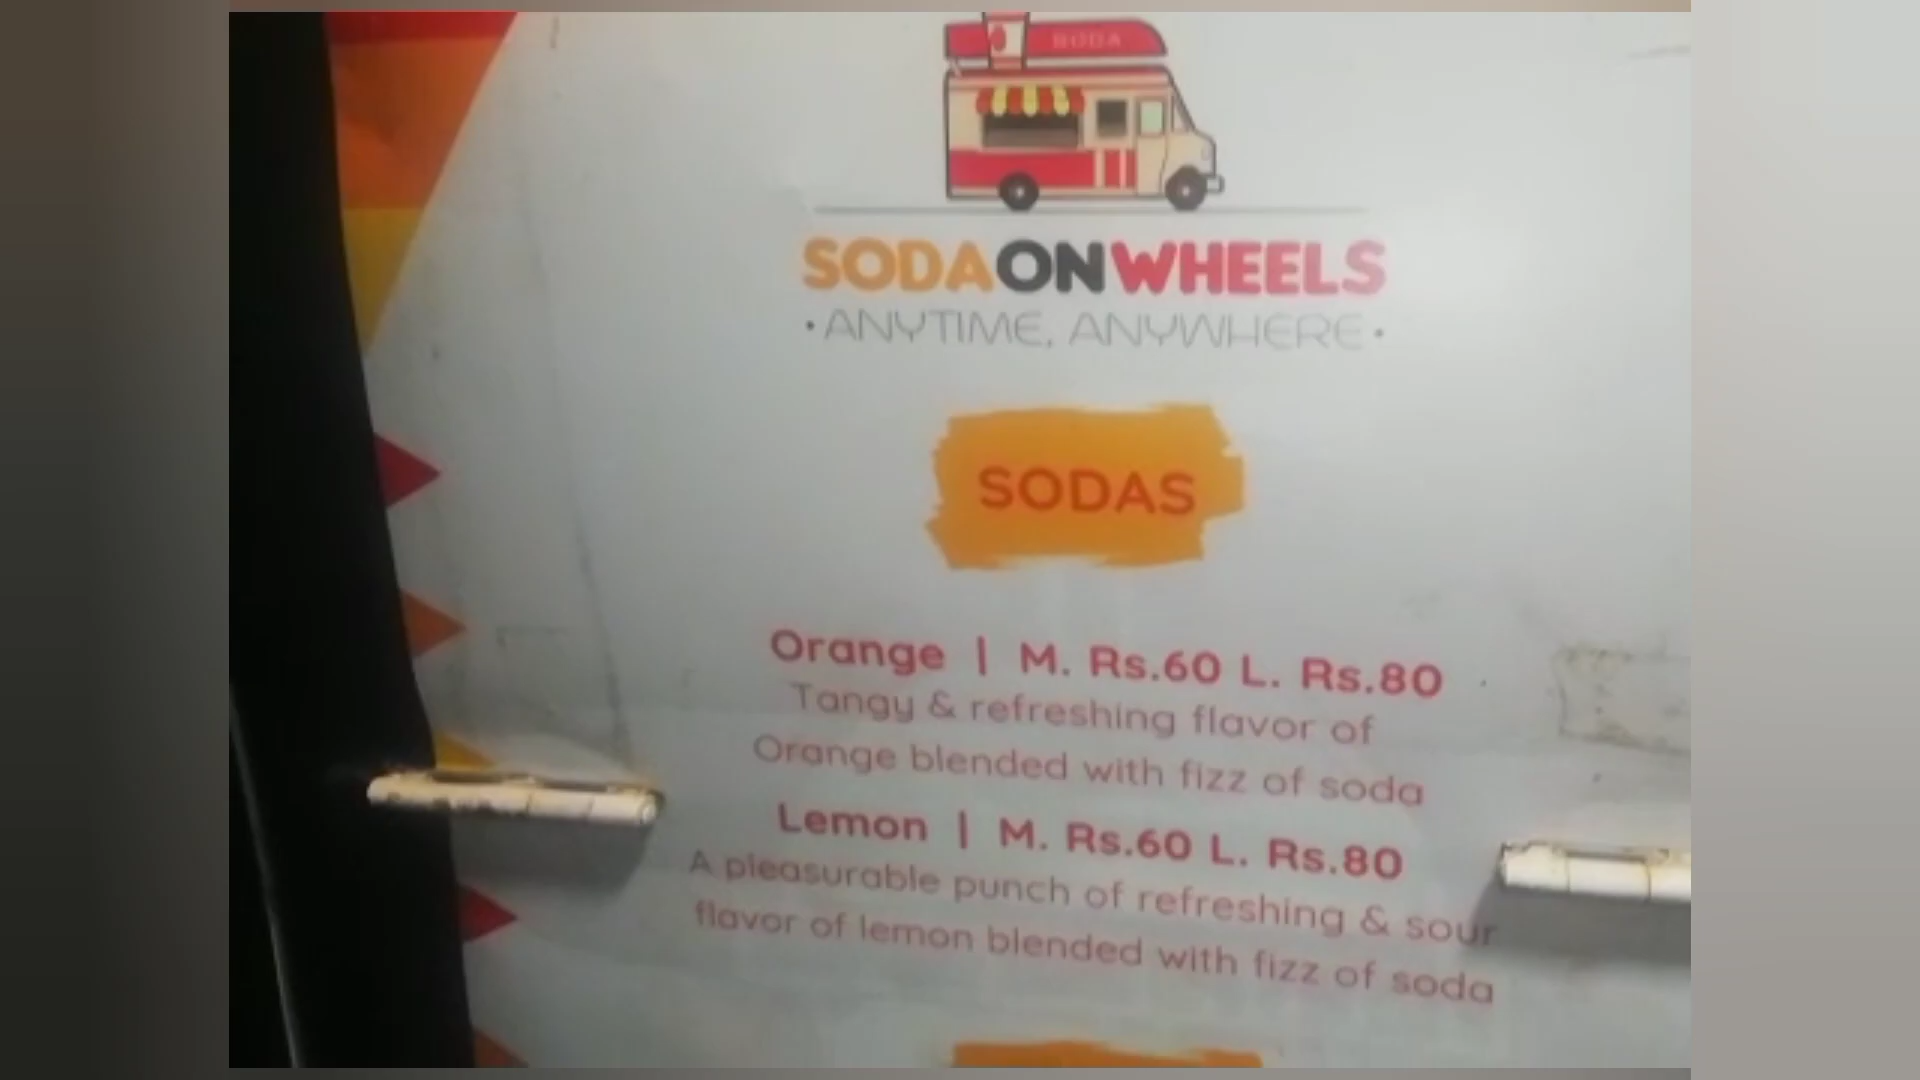 SODA
SODAONWHEELS
• ANYTIME, ANYWHERE •
SODAS
Orange | M. Rs.60 L. Rs.80
Tangy & refreshing flavor of
Orange blended with fizz of soda
Lemon | M. Rs.60 L. Rs.80
A pleasurable punch of refreshing & sour
flavor of lemon blended with fizz of soda